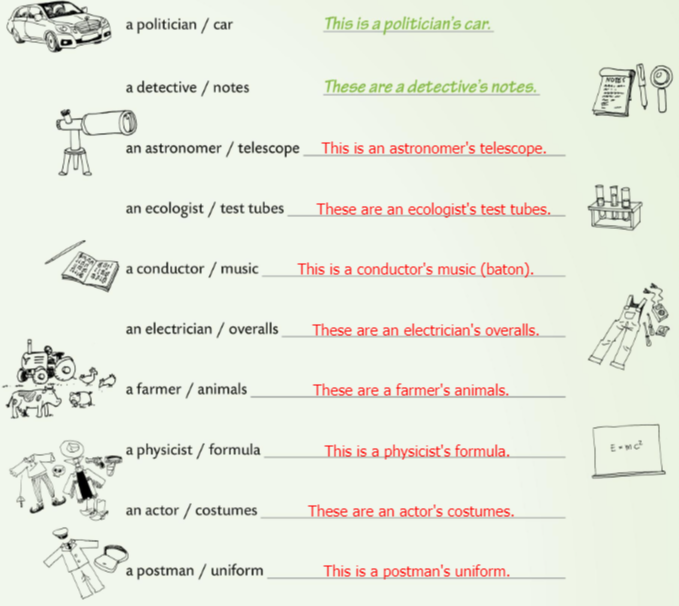 a politician / car This is a politician's car.
a detective / notes These are a detective's notes.
NOTES
an astronomer / telescope This is an astronomer's telescope.
an ecologist / test tubes These are an ecologist's test tubes.
a conductor / music This is a conductor's music (baton).
an electrician / overalls These are an electrician's overalls.
a farmer / animals These are a farmer's animals.
a physicist / formula This is a physicist's formula.
E=mc²
an actor / costumes These are an actor's costumes.
a postman / uniform This is a postman's uniform.